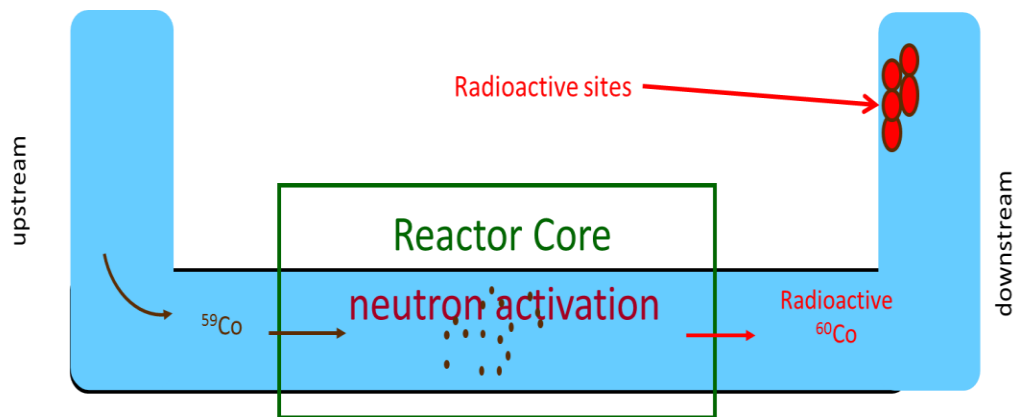 upstream
Radioactive sites
Reactor Core
neutron activation
⁵⁹Co
Radioactive
⁶⁰Co
downstream